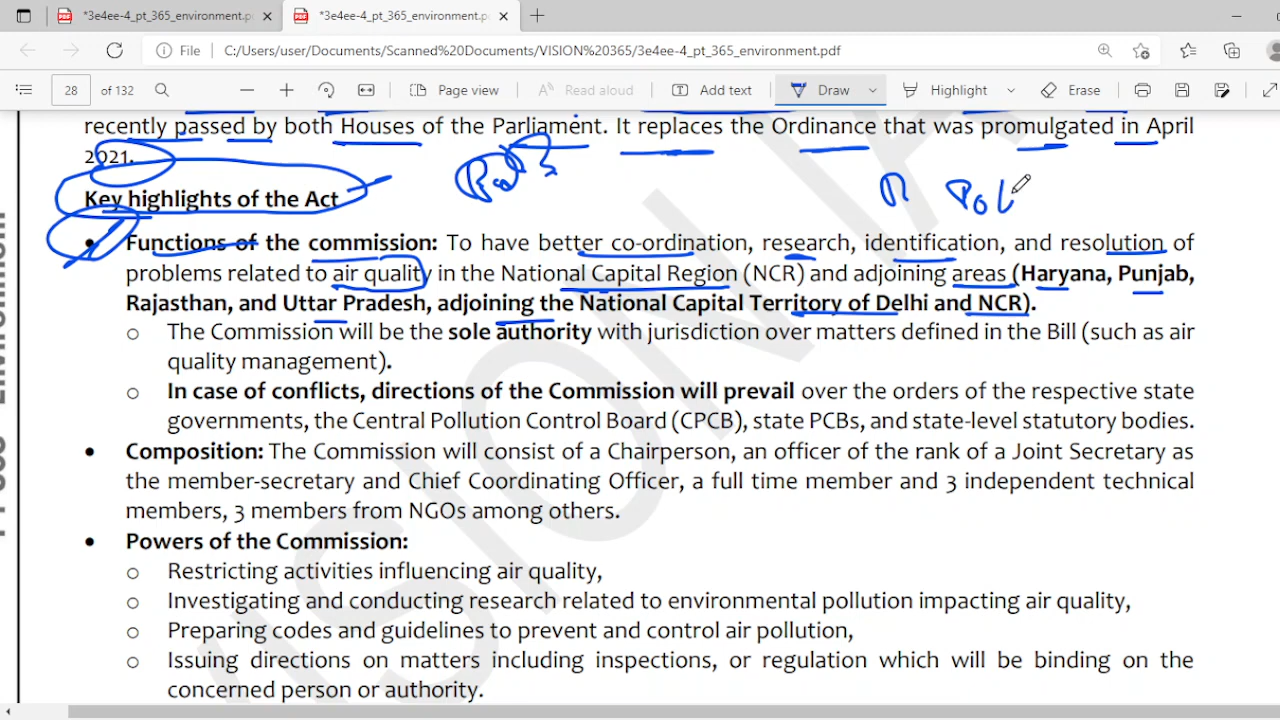 *3e4ee-4_pt_365_environment.p
*3e4ee-4_pt_365_environment.p
File
C:/Users/user/Documents/Scanned%20Documents/VISION%20365/3e4ee-4_pt_365_environment.pdf
28 of 132
Page view
Read aloud
Add text
Draw
Highlight
Erase
recently passed by both Houses of the Parliament. It replaces the Ordinance that was promulgated in April
2021.
Key highlights of the Act
• Functions of the commission: To have better co-ordination, research, identification, and resolution of
problems related to air quality in the National Capital Region (NCR) and adjoining areas (Haryana, Punjab,
Rajasthan, and Uttar Pradesh, adjoining the National Capital Territory of Delhi and NCR).
o The Commission will be the sole authority with jurisdiction over matters defined in the Bill (such as air
quality management).
o In case of conflicts, directions of the Commission will prevail over the orders of the respective state
governments, the Central Pollution Control Board (CPCB), state PCBs, and state-level statutory bodies.
• Composition: The Commission will consist of a Chairperson, an officer of the rank of a Joint Secretary as
the member-secretary and Chief Coordinating Officer, a full time member and 3 independent technical
members, 3 members from NGOs among others.
• Powers of the Commission:
o Restricting activities influencing air quality,
o Investigating and conducting research related to environmental pollution impacting air quality,
o Preparing codes and guidelines to prevent and control air pollution,
o Issuing directions on matters including inspections, or regulation which will be binding on the
concerned person or authority.